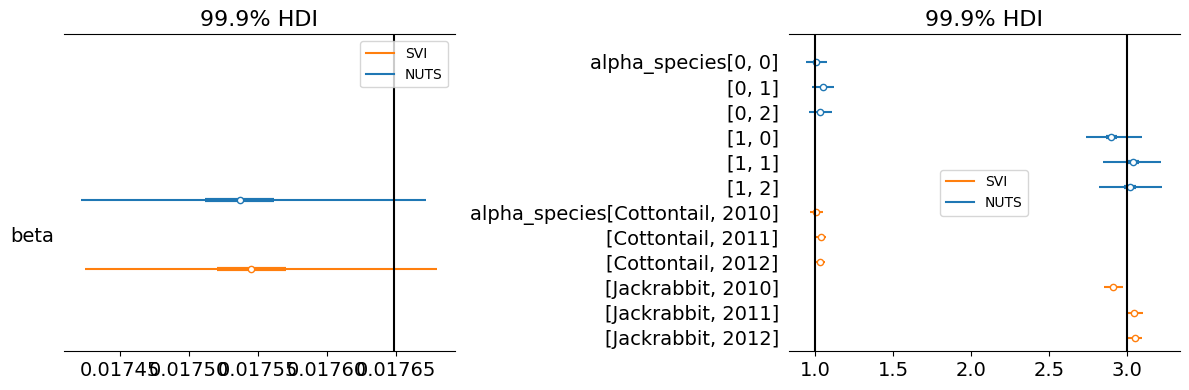 99.9% HDI
SVI
NUTS
beta
0.01745 0.01750 0.01755 0.01760 0.01765
99.9% HDI
alpha_species[0, 0]
[0, 1]
[0, 2]
[1, 0]
[1, 1]
[1, 2]
alpha_species[Cottontail, 2010]
[Cottontail, 2011]
[Cottontail, 2012]
[Jackrabbit, 2010]
[Jackrabbit, 2011]
[Jackrabbit, 2012]
SVI
NUTS
1.0 1.5 2.0 2.5 3.0